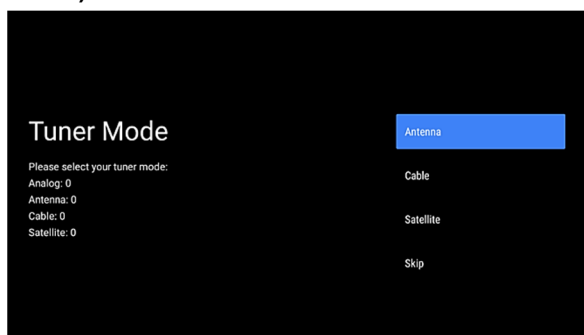 Tuner Mode
Please select your tuner mode:
Analog: 0
Antenna: 0
Cable: 0
Satellite: 0
Antenna
Cable
Satellite
Skip